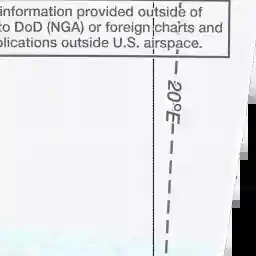 information provided outside of
to DoD (NGA) or foreign charts and
plications outside U.S. airspace.
20°E